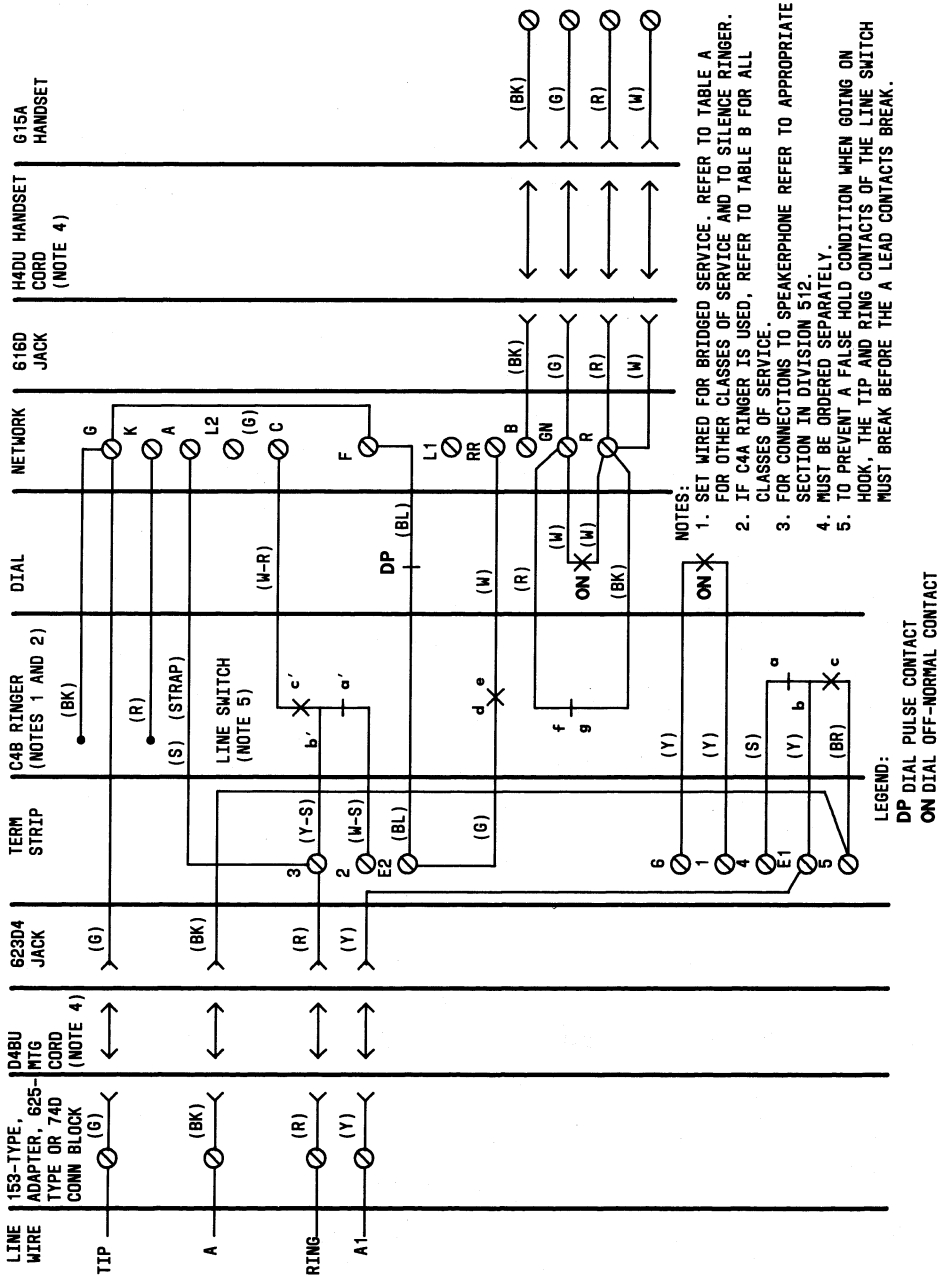 LINE
WIRE
153-TYPE,
ADAPTER, 625-
TYPE OR 74D
CONN BLOCK
D4BU
MTG
CORD
(NOTE 4)
623D4
JACK
TERM
STRIP
C4B RINGER
(NOTES 1 AND 2)
DIAL
NETWORK
616D
JACK
H4DU HANDSET
CORD
(NOTE 4)
G15A
HANDSET
TIP
(G)
(G)
(BK)
G
K
(R)
A
(S)
(STRAP)
L2
(G)
A
(BK)
(BK)
C
(W-R)
LINE SWITCH
(NOTE 5)
c'
b'
a'
RING
(R)
(R)
3
(Y-S)
2
(W-S)
A1
(Y)
(Y)
E2
(BL)
DP
(BL)
F
L1
RR
(G)
d
e
(W)
B
(BK)
(BK)
GN
(G)
(G)
R
(R)
(R)
(W)
(W)
f
g
(R)
(W)
ON
(W)
(BK)
6
(Y)
ON
1
(Y)
4
(S)
a
E1
(Y)
b
5
(BR)
c
NOTES:
1. SET WIRED FOR BRIDGED SERVICE. REFER TO TABLE A
FOR OTHER CLASSES OF SERVICE AND TO SILENCE RINGER.
2. IF C4A RINGER IS USED, REFER TO TABLE B FOR ALL
CLASSES OF SERVICE.
3. FOR CONNECTIONS TO SPEAKERPHONE REFER TO APPROPRIATE
SECTION IN DIVISION 512.
4. MUST BE ORDERED SEPARATELY.
5. TO PREVENT A FALSE HOLD CONDITION WHEN GOING ON
HOOK, THE TIP AND RING CONTACTS OF THE LINE SWITCH
MUST BREAK BEFORE THE A LEAD CONTACTS BREAK.
LEGEND:
DP DIAL PULSE CONTACT
ON DIAL OFF-NORMAL CONTACT